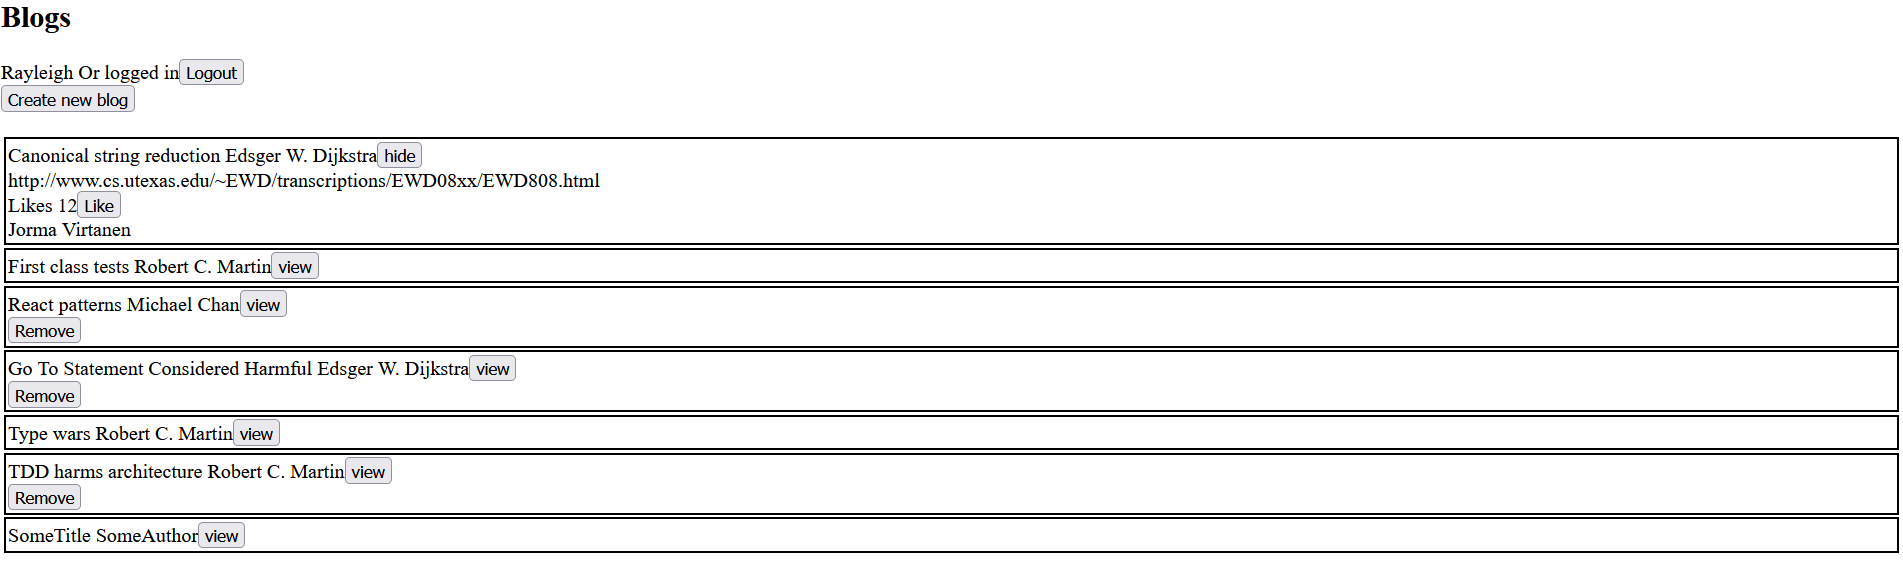 Blogs
Rayleigh Or logged in Logout
Create new blog
Canonical string reduction Edsger W. Dijkstra hide
http://www.cs.utexas.edu/~EWD/transcriptions/EWD08xx/EWD808.html
Likes 12 Like
Jorma Virtanen
First class tests Robert C. Martin view
React patterns Michael Chan view
Remove
Go To Statement Considered Harmful Edsger W. Dijkstra view
Remove
Type wars Robert C. Martin view
TDD harms architecture Robert C. Martin view
Remove
SomeTitle SomeAuthor view